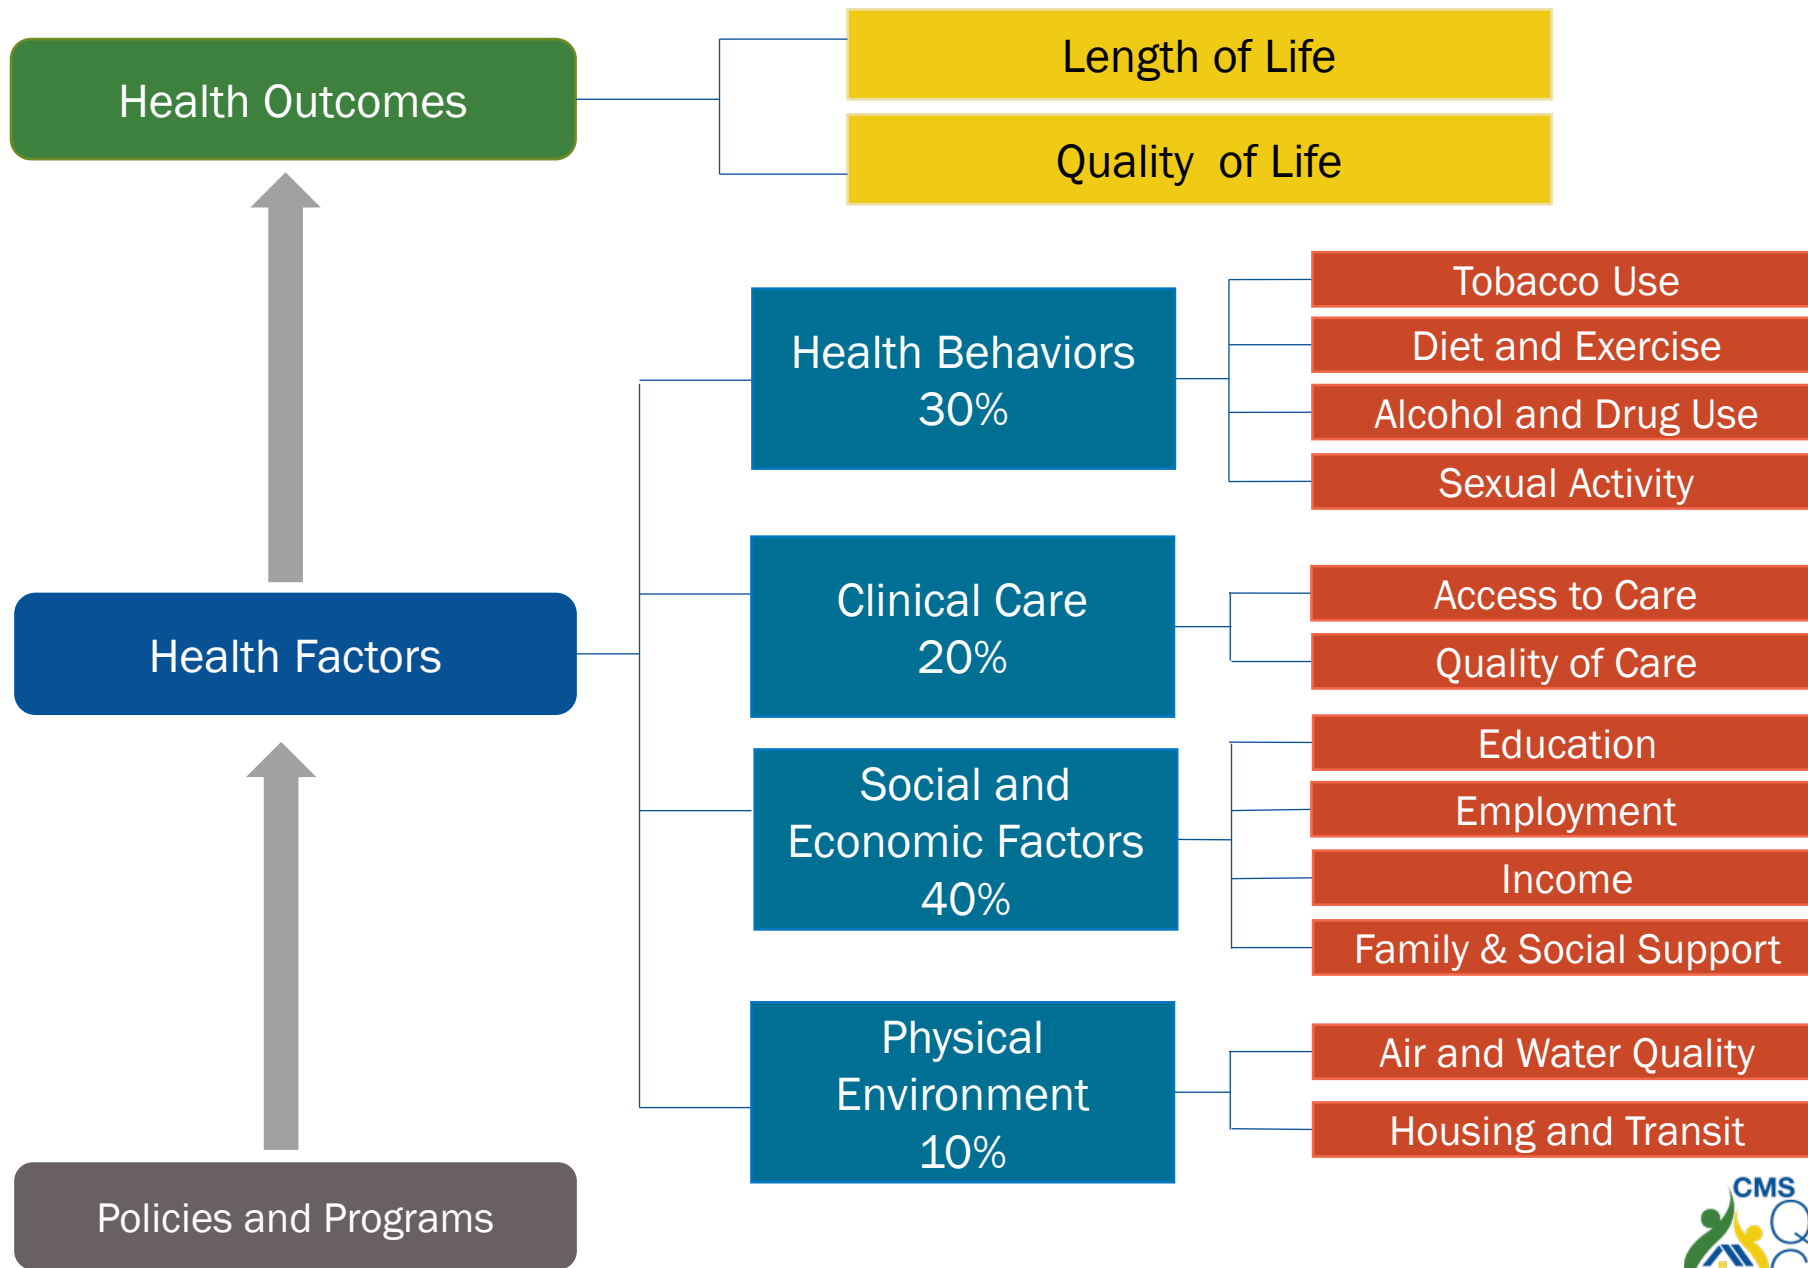 Health Outcomes
Length of Life
Quality of Life
Health Factors
Health Behaviors
30%
Tobacco Use
Diet and Exercise
Alcohol and Drug Use
Sexual Activity
Clinical Care
20%
Access to Care
Quality of Care
Social and
Economic Factors
40%
Education
Employment
Income
Family & Social Support
Physical
Environment
10%
Air and Water Quality
Housing and Transit
Policies and Programs
CMS